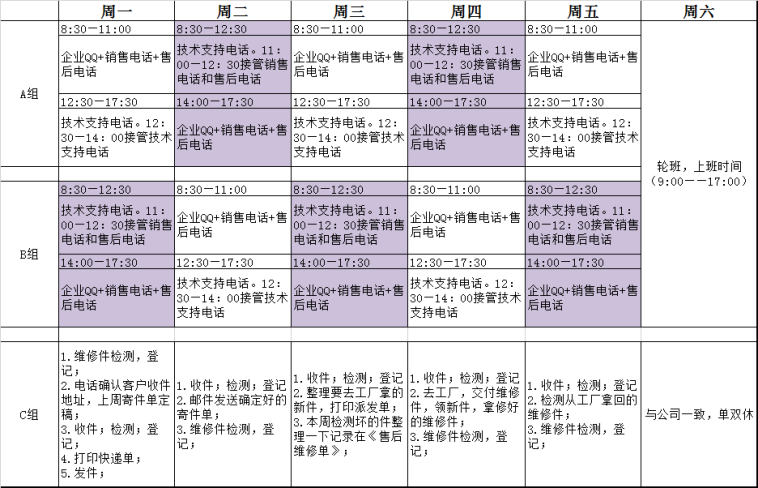 周一 周二 周三 周四 周五 周六
A组
8:30—11:00 8:30—12:30 8:30—11:00 8:30—12:30 8:30—11:00
企业QQ+销售电话+售
后电话
技术支持电话。11:
00—12: 30接管销售
电话和售后电话
企业QQ+销售电话+售
后电话
技术支持电话。11:
00—12: 30接管销售
电话和售后电话
企业QQ+销售电话+售
后电话
12:30—17:30 14:00—17:30 12:30—17:30 14:00—17:30 12:30—17:30
技术支持电话。12:
30—14: 00接管技术
支持电话
企业QQ+销售电话+售
后电话
技术支持电话。12:
30—14: 00接管技术
支持电话
企业QQ+销售电话+售
后电话
技术支持电话。12:
30—14: 00接管技术
支持电话
轮班，上班时间
（9:00——17:00）
B组
8:30—12:30 8:30—11:00 8:30—12:30 8:30—11:00 8:30—12:30
技术支持电话。11:
00—12: 30接管销售
电话和售后电话
企业QQ+销售电话+售
后电话
技术支持电话。11:
00—12: 30接管销售
电话和售后电话
企业QQ+销售电话+售
后电话
技术支持电话。11:
00—12: 30接管销售
电话和售后电话
14:00—17:30 12:30—17:30 14:00—17:30 12:30—17:30 14:00—17:30
企业QQ+销售电话+售
后电话
技术支持电话。12:
30—14: 00接管技术
支持电话
企业QQ+销售电话+售
后电话
技术支持电话。12:
30—14: 00接管技术
支持电话
企业QQ+销售电话+售
后电话
C组
1.维修件检测，登
记；
2.电话确认客户收件
地址，上周寄件单定
稿；
3.收件；检测，登
记；
4.打印快递单；
5.发件；
1.收件；检测；登记
2.邮件发送确定好的
寄件单；
3.维修件检测，登
记；
1.收件；检测；登记
2.整理要去工厂拿的
新件，打印派发单；
3.本周检测坏的件整
理一下记录在《售后
维修单》；
1.收件；检测；登记
2.去工厂，交付维修
件，领新件，拿修好
的维修件；
3.维修件检测，登
记；
1.收件；检测；登记
2.检测从工厂拿回的
维修件；
3.维修件检测，登
记；
与公司一致，单双休